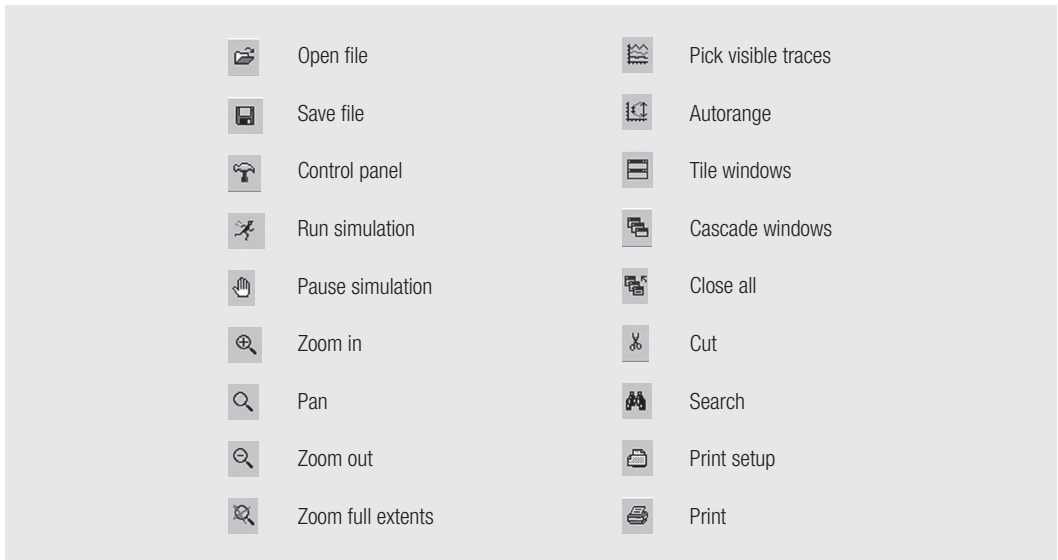 Open file
Save file
Control panel
Run simulation
Pause simulation
Zoom in
Pan
Zoom out
Zoom full extents
Pick visible traces
Autorange
Tile windows
Cascade windows
Close all
Cut
Search
Print setup
Print